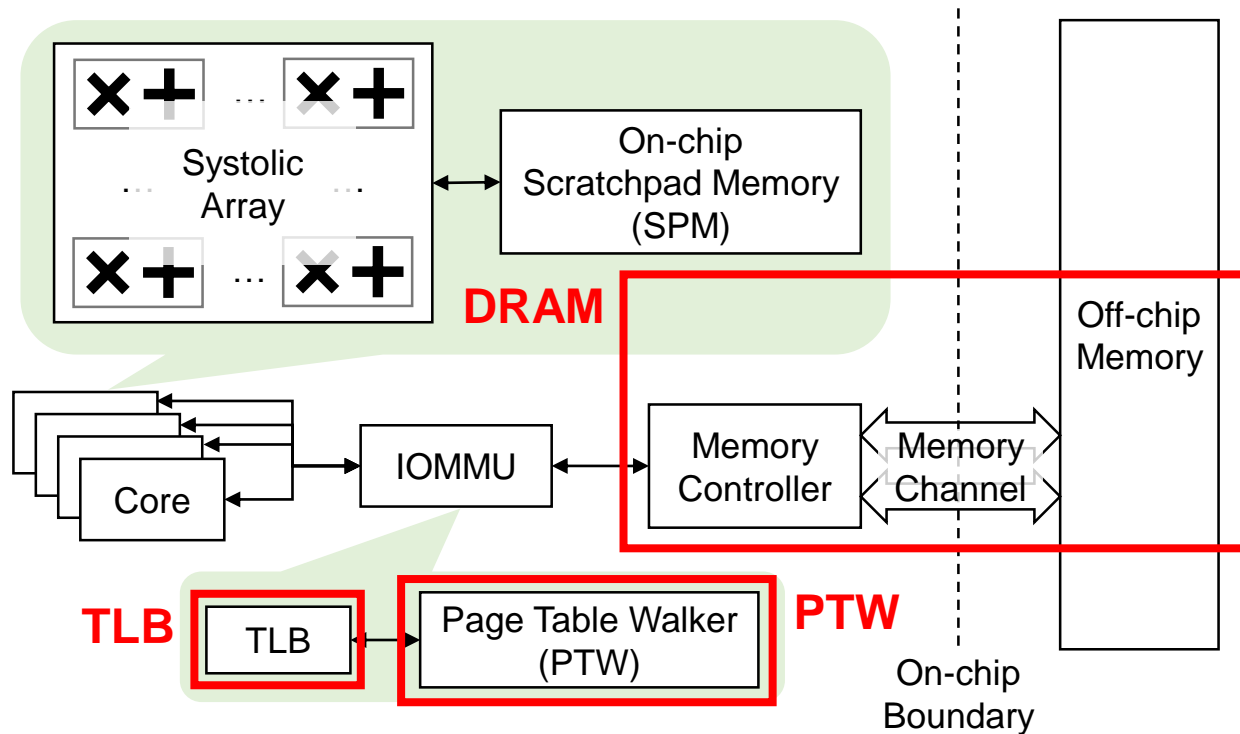 Systolic
Array
On-chip
Scratchpad Memory
(SPM)
DRAM
Off-chip
Memory
Core
IOMMU
Memory
Controller
Memory
Channel
TLB
TLB
Page Table Walker
(PTW)
PTW
On-chip
Boundary